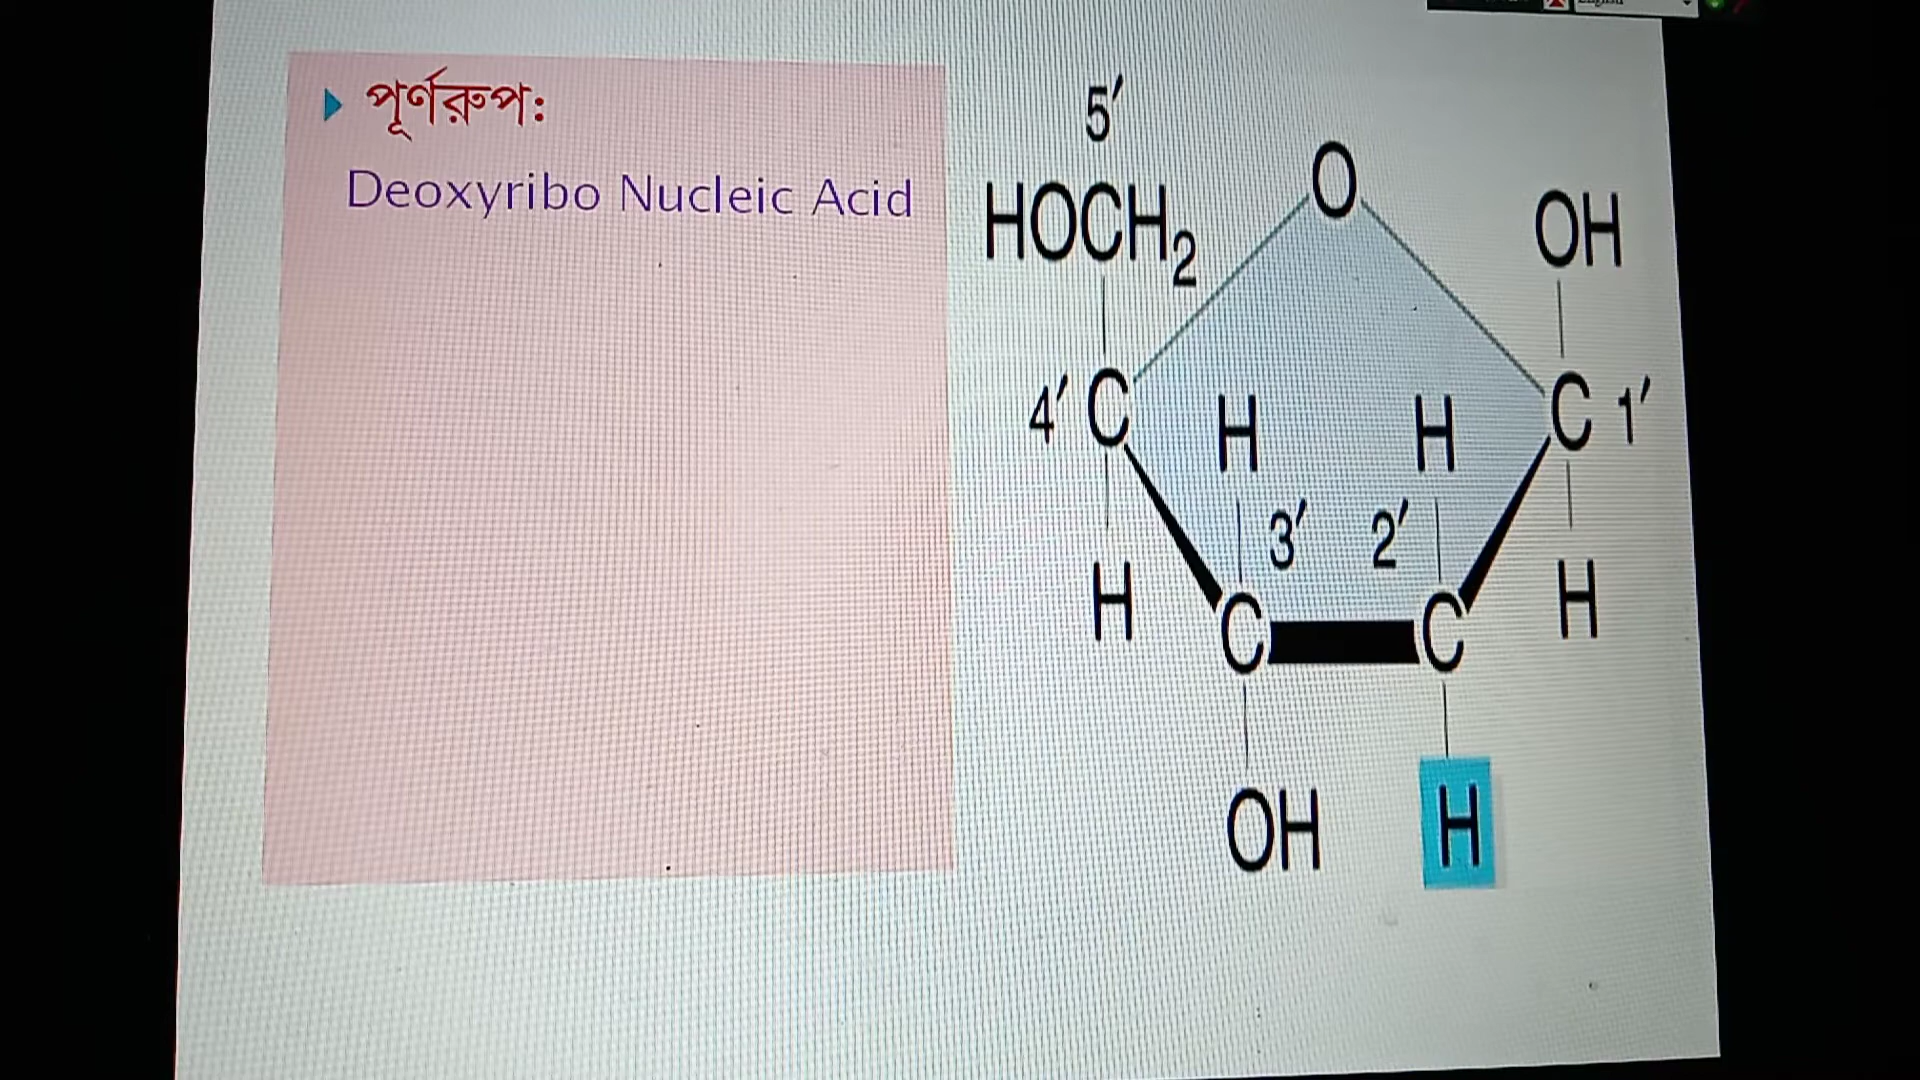 পূর্ণরুপঃ
Deoxyribo Nucleic Acid
5′
HOCH2
O
OH
4′ C
H
H
C 1′
3′
2′
H
C
C
H
OH
H